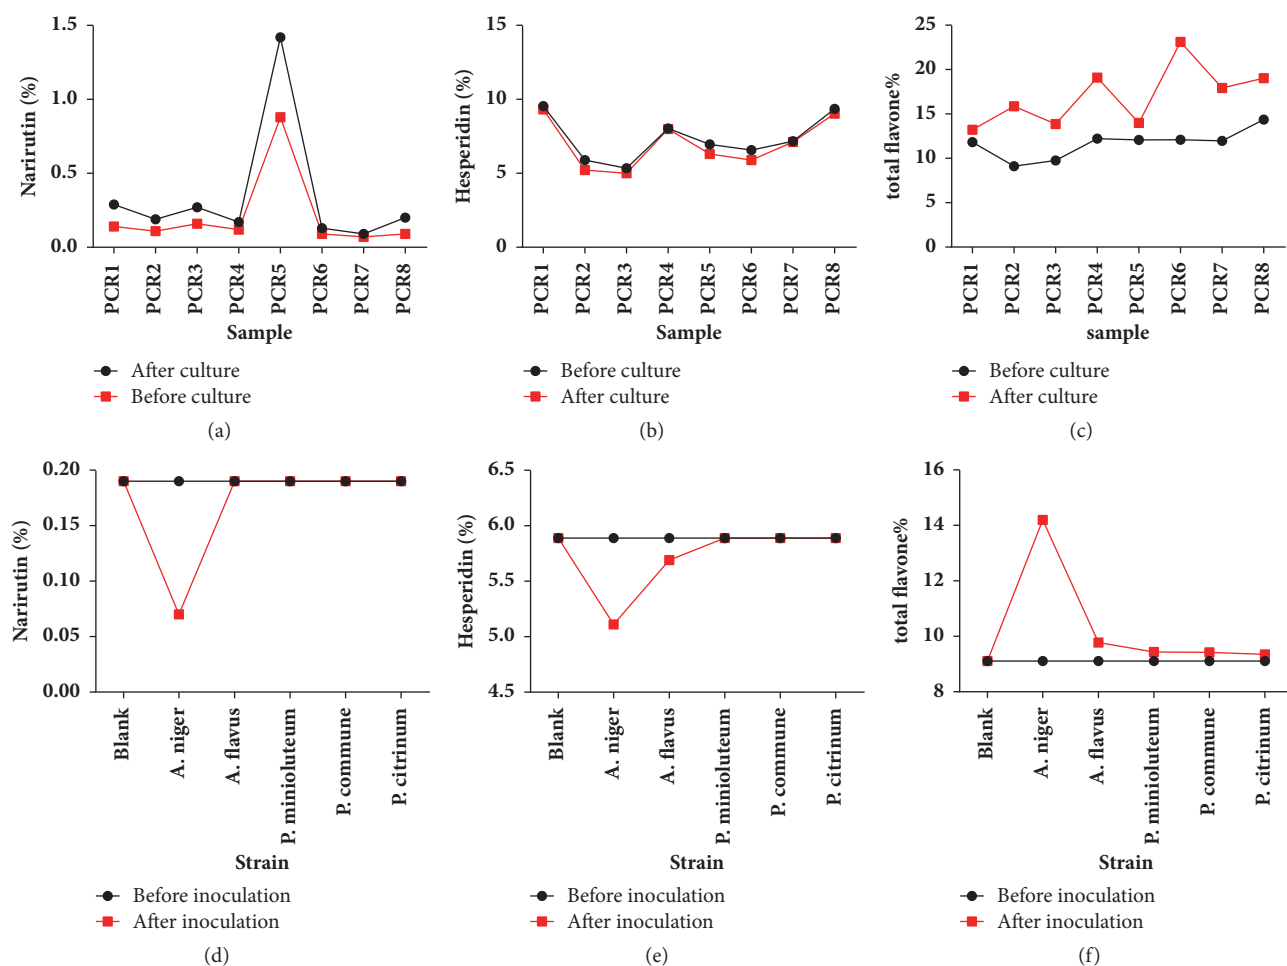 1.5
1.0
0.5
0.0
Narirutin (%)
PCR1
PCR2
PCR3
PCR4
PCR5
PCR6
PCR7
PCR8
Sample
After culture
Before culture
(a)
15
10
5
0
Hesperidin (%)
PCR1
PCR2
PCR3
PCR4
PCR5
PCR6
PCR7
PCR8
Sample
Before culture
After culture
(b)
25
20
15
10
5
0
total flavone%
PCR1
PCR2
PCR3
PCR4
PCR5
PCR6
PCR7
PCR8
sample
Before culture
After culture
(c)
0.20
0.15
0.10
0.05
0.00
Narirutin (%)
Blank
A. niger
A. flavus
P. minioluteum
P. commune
P. citrinum
Strain
Before inoculation
After inoculation
(d)
6.5
6.0
5.5
5.0
4.5
Hesperidin (%)
Blank
A. niger
A. flavus
P. minioluteum
P. commune
P. citrinum
Strain
Before inoculation
After inoculation
(e)
16
14
12
10
8
total flavone%
Blank
A. niger
A. flavus
P. minioluteum
P. commune
P. citrinum
Strain
Before inoculation
After inoculation
(f)